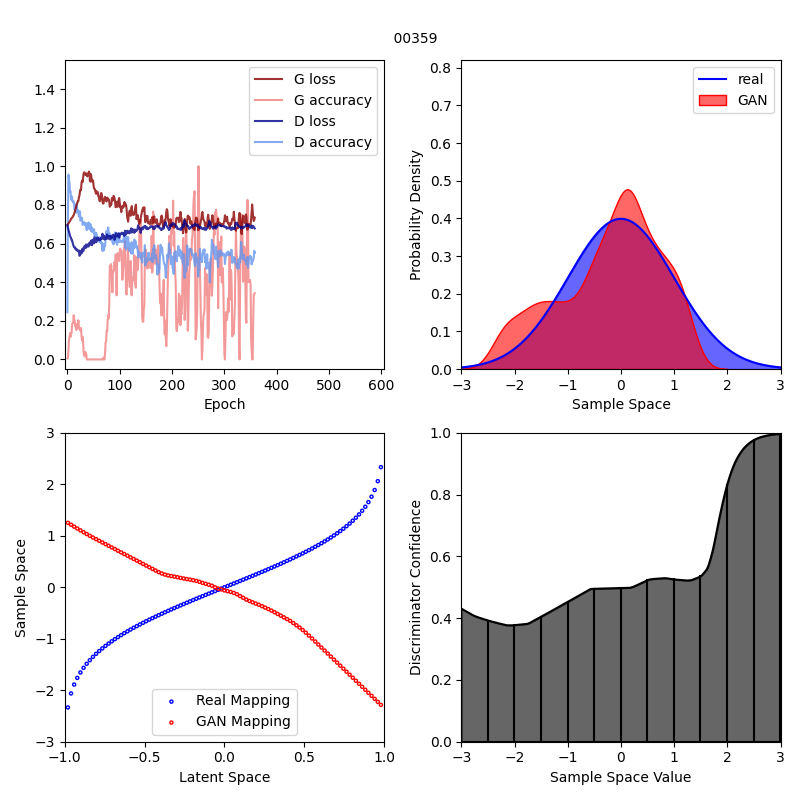 00359
G loss
G accuracy
D loss
D accuracy
1.4
1.2
1.0
0.8
0.6
0.4
0.2
0.0
0 100 200 300 400 500 600
Epoch
real
GAN
Probability Density
0.8
0.7
0.6
0.5
0.4
0.3
0.2
0.1
0.0
−3 −2 −1 0 1 2 3
Sample Space
Sample Space
3
2
1
0
−1
−2
−3
Real Mapping
GAN Mapping
−1.0 −0.5 0.0 0.5 1.0
Latent Space
Discriminator Confidence
1.0
0.8
0.6
0.4
0.2
0.0
−3 −2 −1 0 1 2 3
Sample Space Value